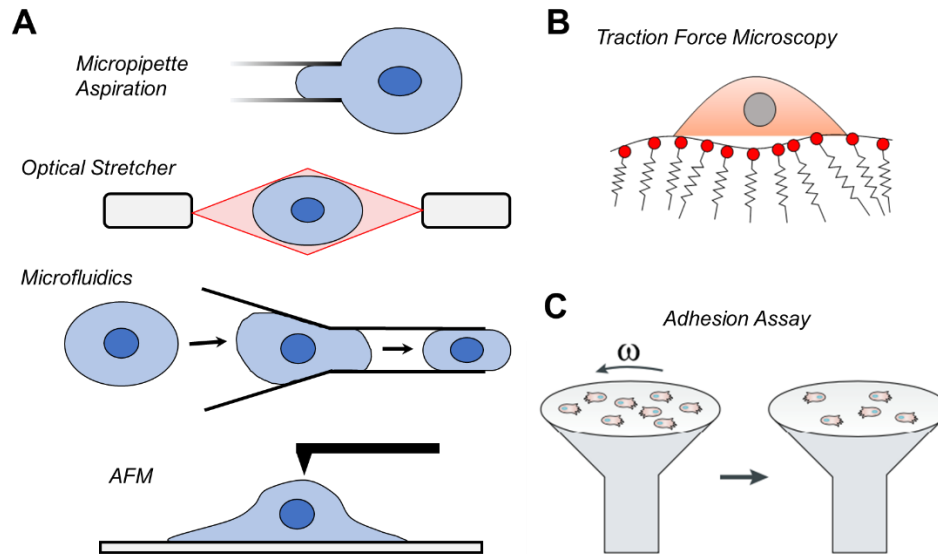 A
Micropipette
Aspiration
Optical Stretcher
Microfluidics
AFM
B
Traction Force Microscopy
C
Adhesion Assay
ω